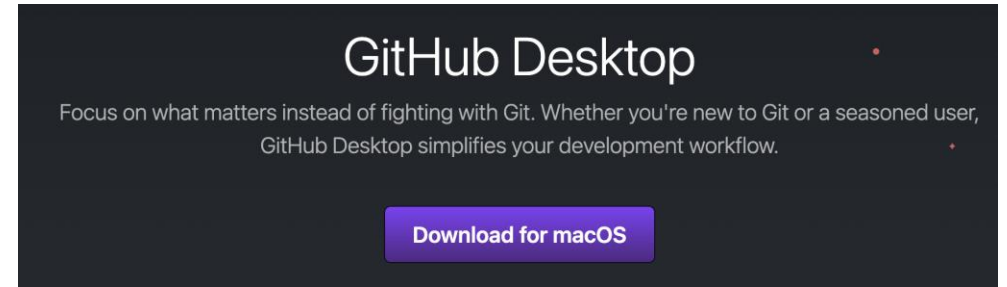 GitHub Desktop
Focus on what matters instead of fighting with Git. Whether you're new to Git or a seasoned user,
GitHub Desktop simplifies your development workflow.
Download for macOS